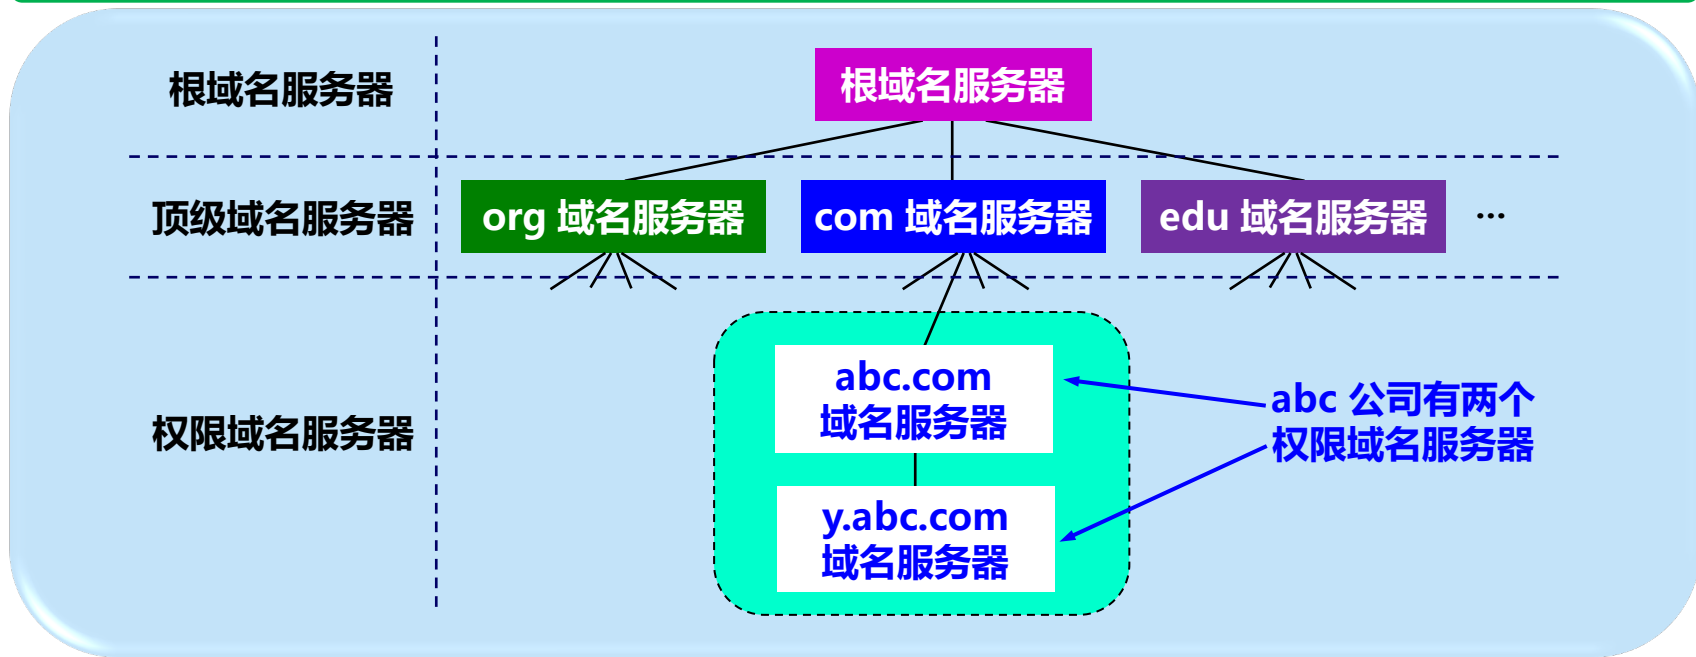 根域名服务器
根域名服务器
顶级域名服务器
org 域名服务器
com 域名服务器
edu 域名服务器
...
权限域名服务器
abc.com
域名服务器
y.abc.com
域名服务器
abc 公司有两个
权限域名服务器